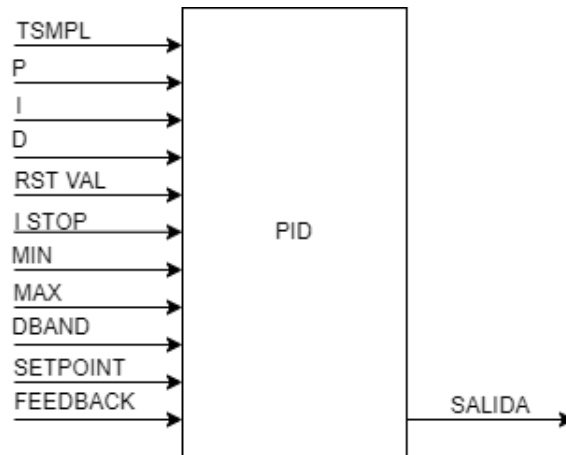 TSMPL
P
I
D
RST VAL
I STOP
PID
MIN
MAX
DBAND
SETPOINT
FEEDBACK
SALIDA